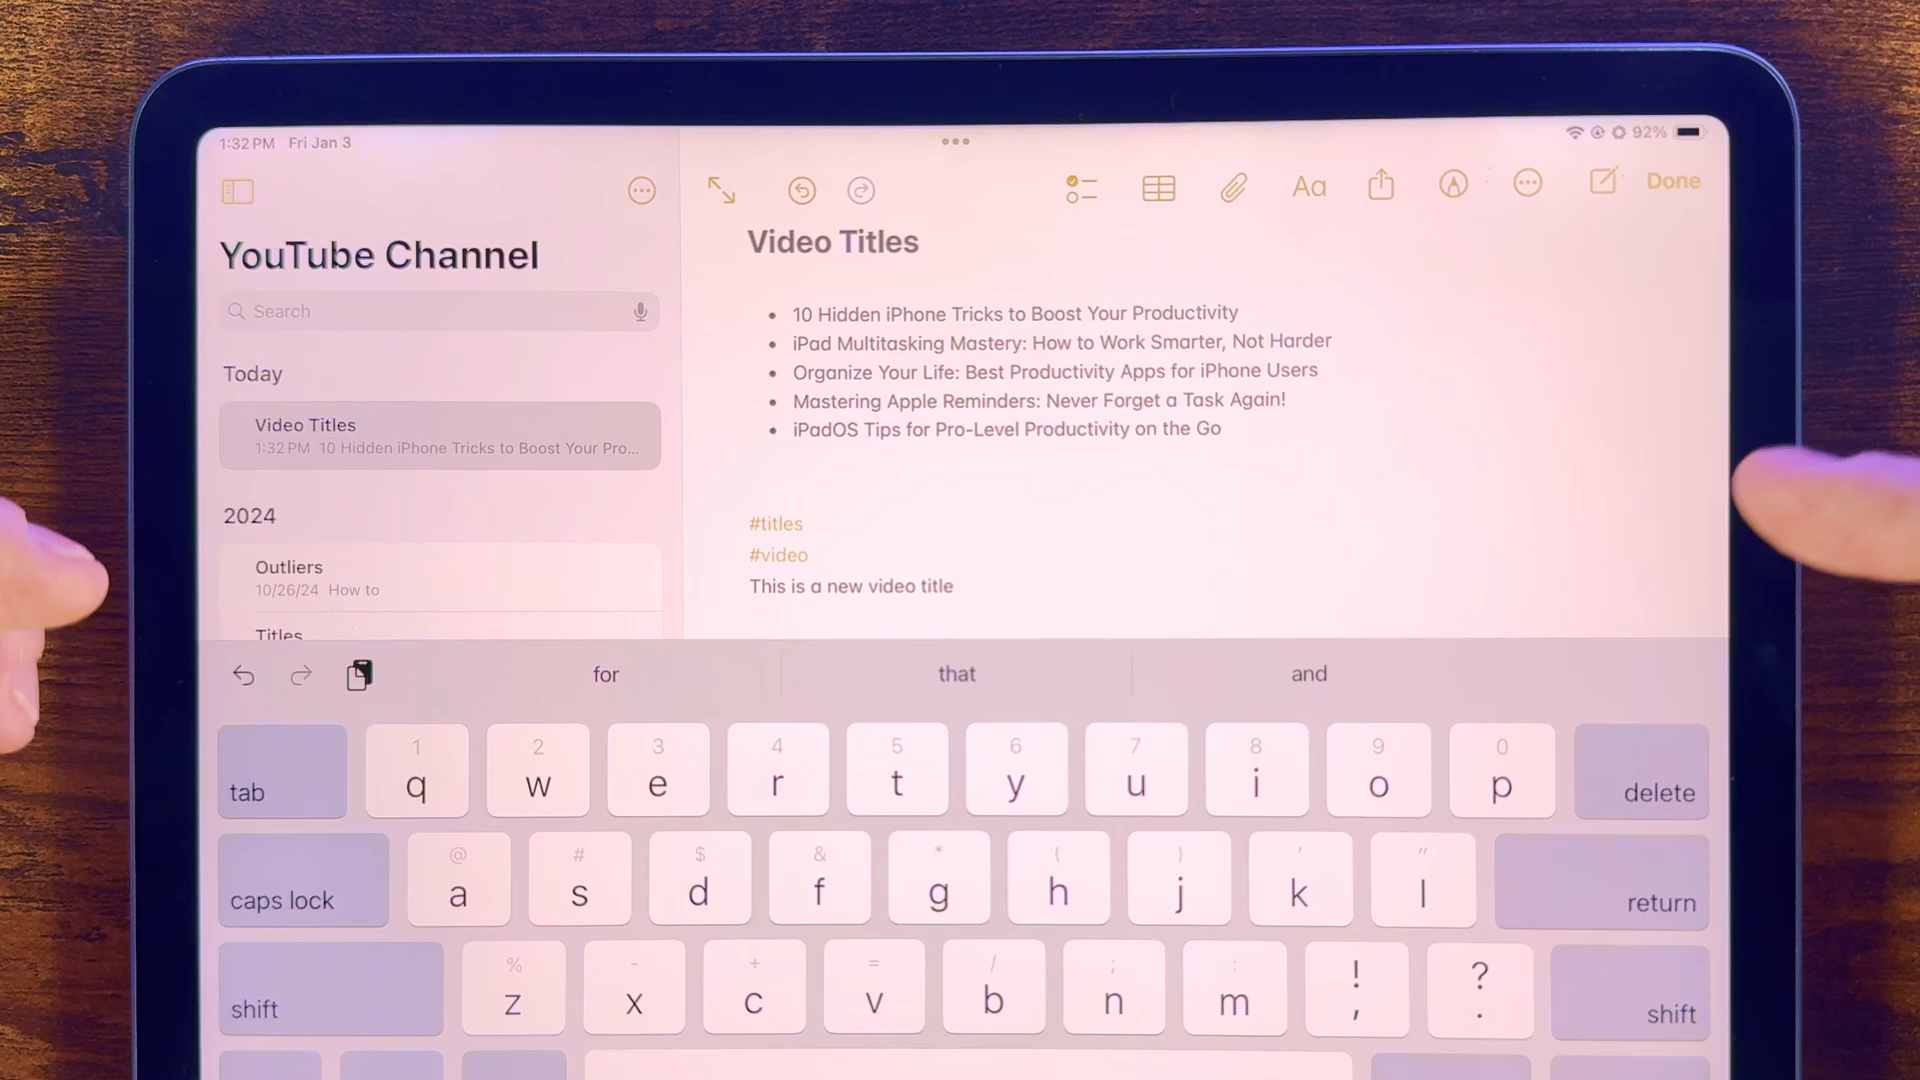 1:32 PM Fri Jan 3
92%
Done
YouTube Channel
Search
Today
Video Titles
1:32 PM 10 Hidden iPhone Tricks to Boost Your Pro...
2024
Outliers
10/26/24 How to
Titles
Aa
Video Titles
• 10 Hidden iPhone Tricks to Boost Your Productivity
• iPad Multitasking Mastery: How to Work Smarter, Not Harder
• Organize Your Life: Best Productivity Apps for iPhone Users
• Mastering Apple Reminders: Never Forget a Task Again!
• iPadOS Tips for Pro-Level Productivity on the Go
#titles
#video
This is a new video title
for that and
1 2 3 4 5 6 7 8 9 0
tab q w e r t y u i o p delete
@ # $ & * ( ) ' "
caps lock a s d f g h j k l return
% - + = / ; : ! ?
shift z x c v b n m , . shift